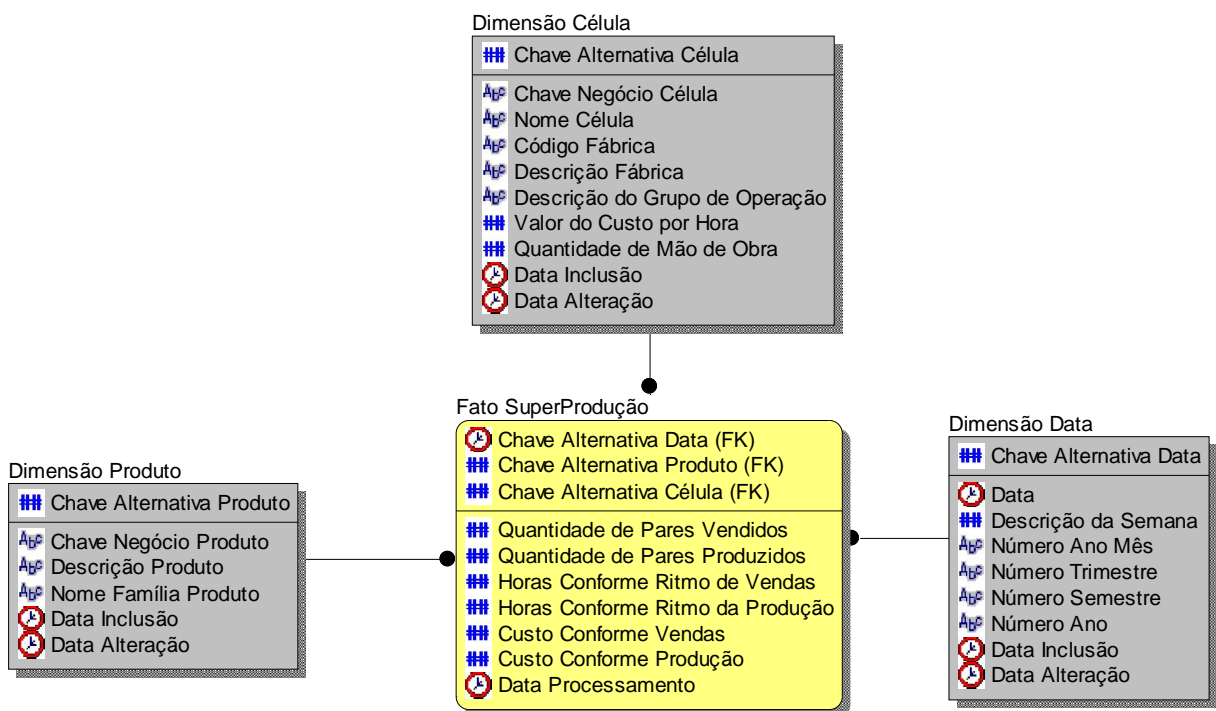 Dimensão Célula
Chave Alternativa Célula
Chave Negócio Célula
Nome Célula
Código Fábrica
Descrição Fábrica
Descrição do Grupo de Operação
Valor do Custo por Hora
Quantidade de Mão de Obra
Data Inclusão
Data Alteração
Fato SuperProdução
Chave Alternativa Data (FK)
Chave Alternativa Produto (FK)
Chave Alternativa Célula (FK)
Quantidade de Pares Vendidos
Quantidade de Pares Produzidos
Horas Conforme Ritmo de Vendas
Horas Conforme Ritmo da Produção
Custo Conforme Vendas
Custo Conforme Produção
Data Processamento
Dimensão Produto
Chave Alternativa Produto
Chave Negócio Produto
Descrição Produto
Nome Família Produto
Data Inclusão
Data Alteração
Dimensão Data
Chave Alternativa Data
Data
Descrição da Semana
Número Ano Mês
Número Trimestre
Número Semestre
Número Ano
Data Inclusão
Data Alteração